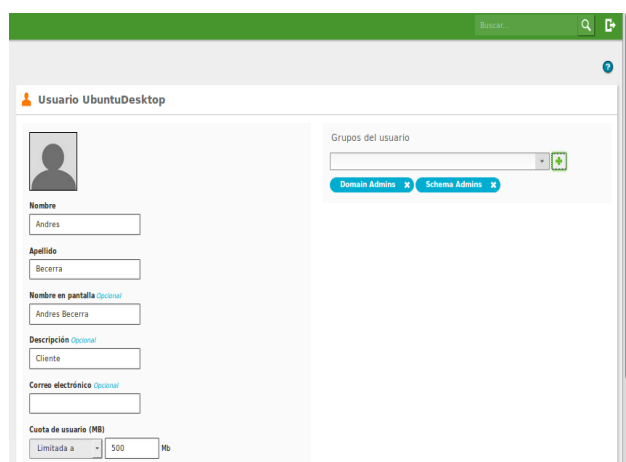 Buscar...
Usuario UbuntuDesktop
Nombre
Andres
Apellido
Becerra
Nombre en pantalla Opcional
Andres Becerra
Descripción Opcional
Cliente
Correo electrónico Opcional
Cuota de usuario (MB)
Limitada a 500 Mb
Grupos del usuario
Domain Admins x Schema Admins x